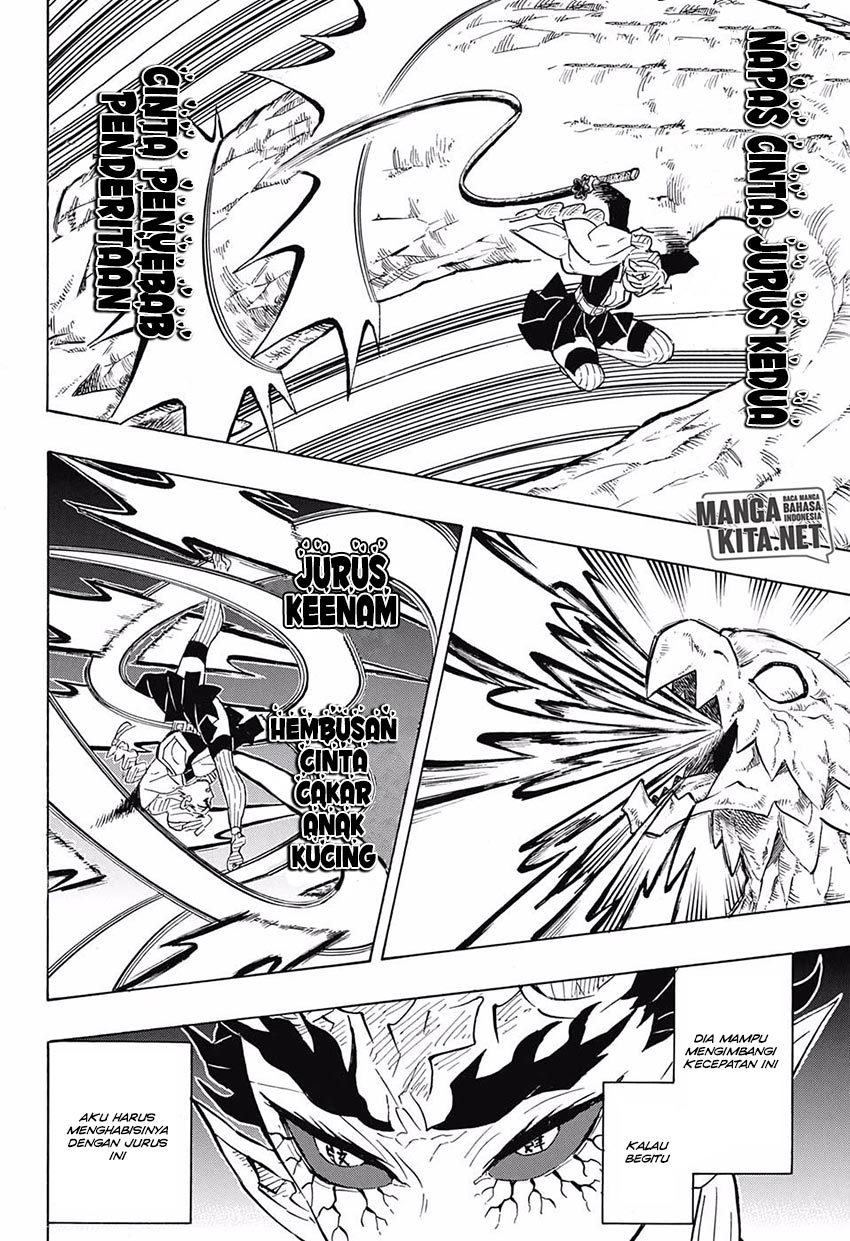 NAPAS CINTA: JURUS KEDUA
CINTA PENYEBAB
PENDERITAAN
MANGA
KITA.NET
BACA MANGA
BAHASA
INDONESIA
JURUS
KEENAM
HEMBUSAN
CINTA
CAKAR
ANAK
KUCING
DIA MAMPU
MENGIMBANGI
KECEPATAN INI
KALAU
BEGITU
AKU HARUS
MENGHABISINYA
DENGAN JURUS
INI